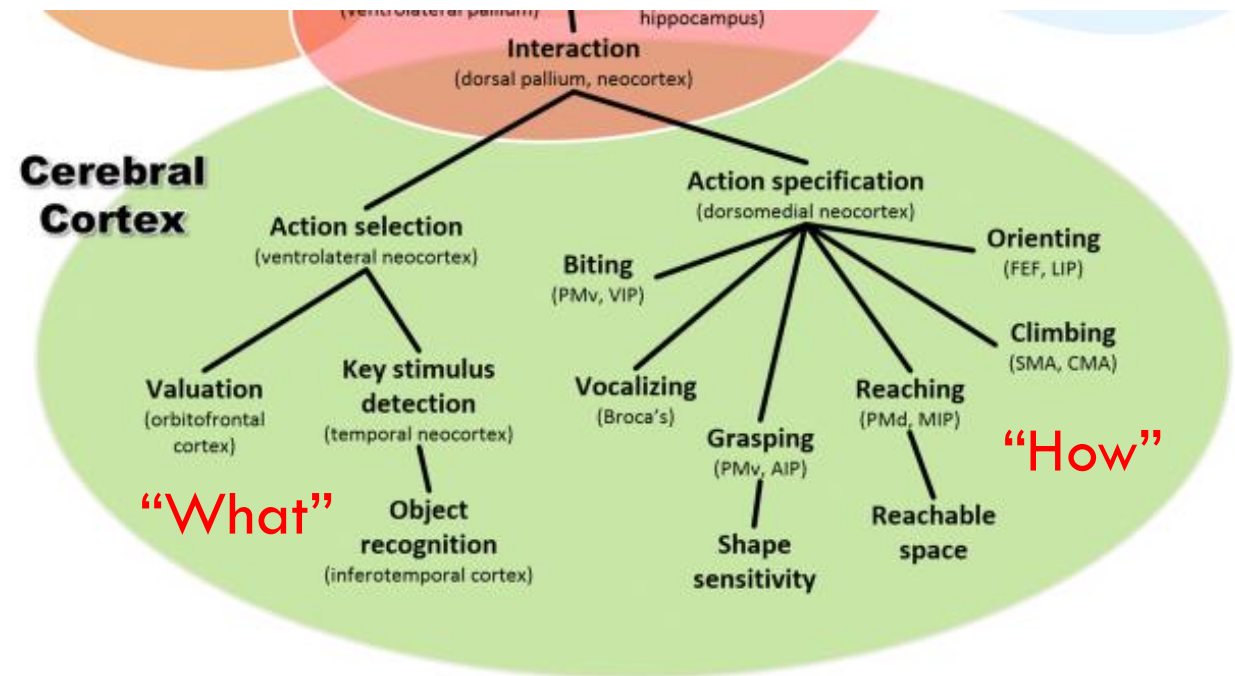 (ventrolateral pallium)
hippocampus)
Interaction
(dorsal pallium, neocortex)
Cerebral
Cortex
Action selection
(ventrolateral neocortex)
Action specification
(dorsomedial neocortex)
Biting
(PMv, VIP)
Orienting
(FEF, LIP)
Climbing
(SMA, CMA)
Valuation
(orbitofrontal
cortex)
Key stimulus
detection
(temporal neocortex)
Vocalizing
(Broca's)
Grasping
(PMv, AIP)
Reaching
(PMd, MIP)
“How”
“What”
Object
recognition
(inferotemporal cortex)
Shape
sensitivity
Reachable
space